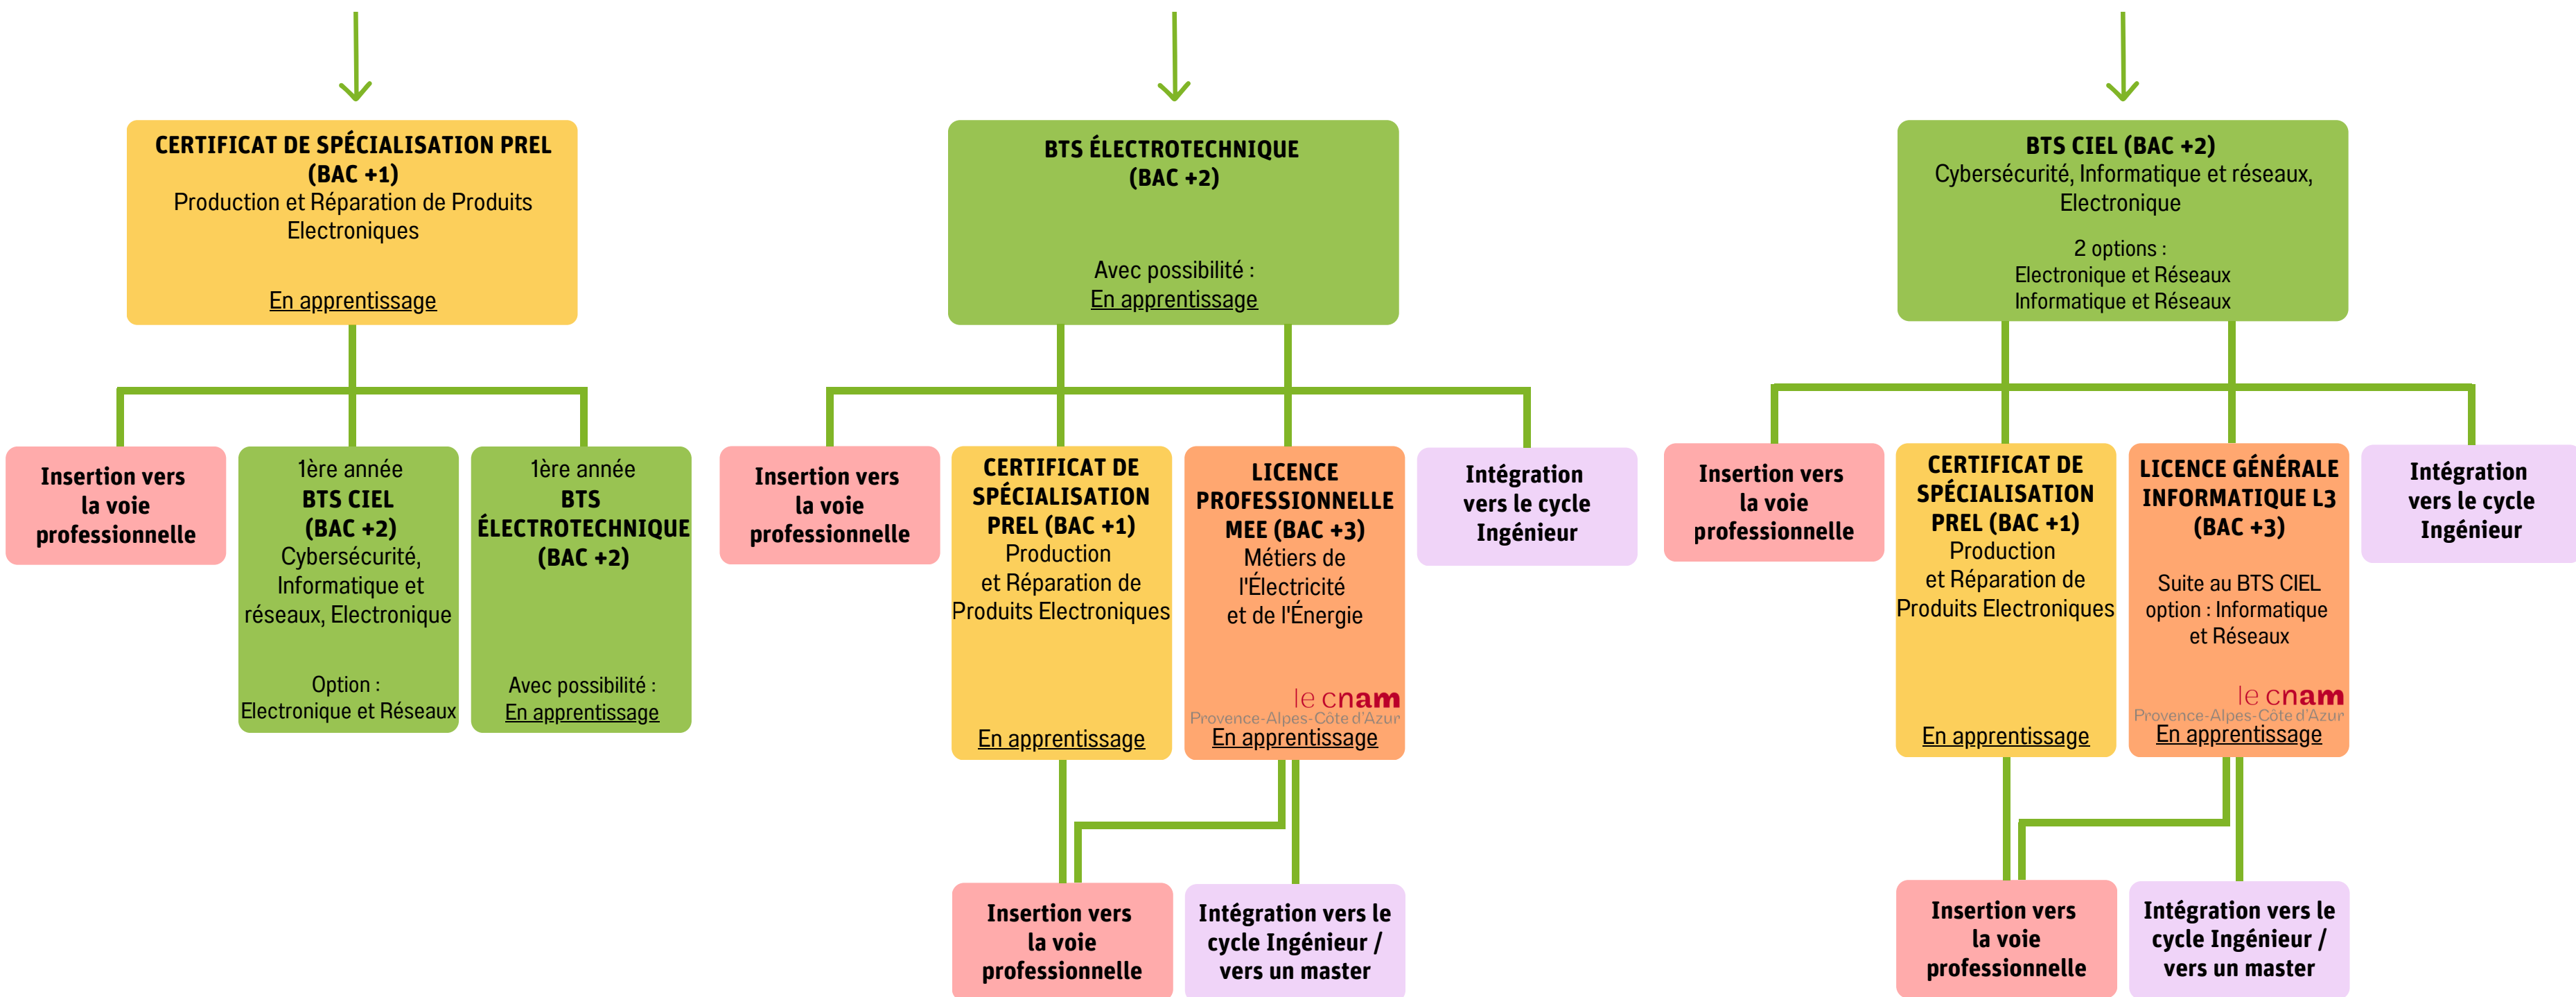 CERTIFICAT DE SPÉCIALISATION PREL
(BAC +1)
Production et Réparation de Produits
Electroniques
En apprentissage
BTS ÉLECTROTECHNIQUE
(BAC +2)
Avec possibilité :
En apprentissage
BTS CIEL (BAC +2)
Cybersécurité, Informatique et réseaux,
Electronique
2 options :
Electronique et Réseaux
Informatique et Réseaux
Insertion vers
la voie
professionnelle
1ère année
BTS CIEL
(BAC +2)
Cybersécurité,
Informatique et
réseaux, Electronique
Option :
Electronique et Réseaux
1ère année
BTS
ÉLECTROTECHNIQUE
(BAC +2)
Avec possibilité :
En apprentissage
Insertion vers
la voie
professionnelle
CERTIFICAT DE
SPÉCIALISATION
PREL (BAC +1)
Production
et Réparation de
Produits Electroniques
En apprentissage
LICENCE
PROFESSIONNELLE
MEE (BAC +3)
Métiers de
l'Électricité
et de l'Énergie
le cnam
Provence-Alpes-Côte d'Azur
En apprentissage
Intégration
vers le cycle
Ingénieur
Insertion vers
la voie
professionnelle
CERTIFICAT DE
SPÉCIALISATION
PREL (BAC +1)
Production
et Réparation de
Produits Electroniques
En apprentissage
LICENCE GÉNÉRALE
INFORMATIQUE L3
(BAC +3)
Suite au BTS CIEL
option : Informatique
et Réseaux
le cnam
Provence-Alpes-Côte d'Azur
En apprentissage
Intégration
vers le cycle
Ingénieur
Insertion vers
la voie
professionnelle
Intégration vers le
cycle Ingénieur /
vers un master
Insertion vers
la voie
professionnelle
Intégration vers le
cycle Ingénieur /
vers un master